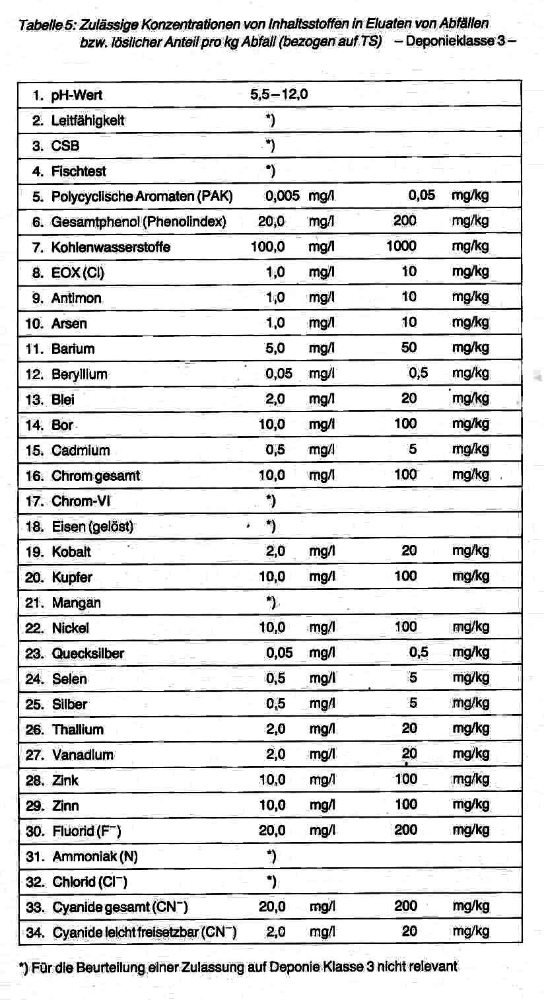 Tabelle 5: Zulässige Konzentrationen von Inhaltsstoffen in Eluaten von Abfällen
bzw. löslicher Anteil pro kg Abfall (bezogen auf TS) – Deponieklasse 3 –
1. pH-Wert 5,5–12,0
2. Leitfähigkeit *)
3. CSB *)
4. Fischtest *)
5. Polycyclische Aromaten (PAK) 0,005 mg/l 0,05 mg/kg
6. Gesamtphenol (Phenolindex) 20,0 mg/l 200 mg/kg
7. Kohlenwasserstoffe 100,0 mg/l 1000 mg/kg
8. EOX (Cl) 1,0 mg/l 10 mg/kg
9. Antimon 1,0 mg/l 10 mg/kg
10. Arsen 1,0 mg/l 10 mg/kg
11. Barium 5,0 mg/l 50 mg/kg
12. Beryllium 0,05 mg/l 0,5 mg/kg
13. Blei 2,0 mg/l 20 mg/kg
14. Bor 10,0 mg/l 100 mg/kg
15. Cadmium 0,5 mg/l 5 mg/kg
16. Chrom gesamt 10,0 mg/l 100 mg/kg
17. Chrom-VI *)
18. Eisen (gelöst) *)
19. Kobalt 2,0 mg/l 20 mg/kg
20. Kupfer 10,0 mg/l 100 mg/kg
21. Mangan *)
22. Nickel 10,0 mg/l 100 mg/kg
23. Quecksilber 0,05 mg/l 0,5 mg/kg
24. Selen 0,5 mg/l 5 mg/kg
25. Silber 0,5 mg/l 5 mg/kg
26. Thallium 2,0 mg/l 20 mg/kg
27. Vanadium 2,0 mg/l 20 mg/kg
28. Zink 10,0 mg/l 100 mg/kg
29. Zinn 10,0 mg/l 100 mg/kg
30. Fluorid (F⁻) 20,0 mg/l 200 mg/kg
31. Ammoniak (N) *)
32. Chlorid (Cl⁻) *)
33. Cyanide gesamt (CN⁻) 20,0 mg/l 200 mg/kg
34. Cyanide leicht freisetzbar (CN⁻) 2,0 mg/l 20 mg/kg
*) Für die Beurteilung einer Zulassung auf Deponie Klasse 3 nicht relevant